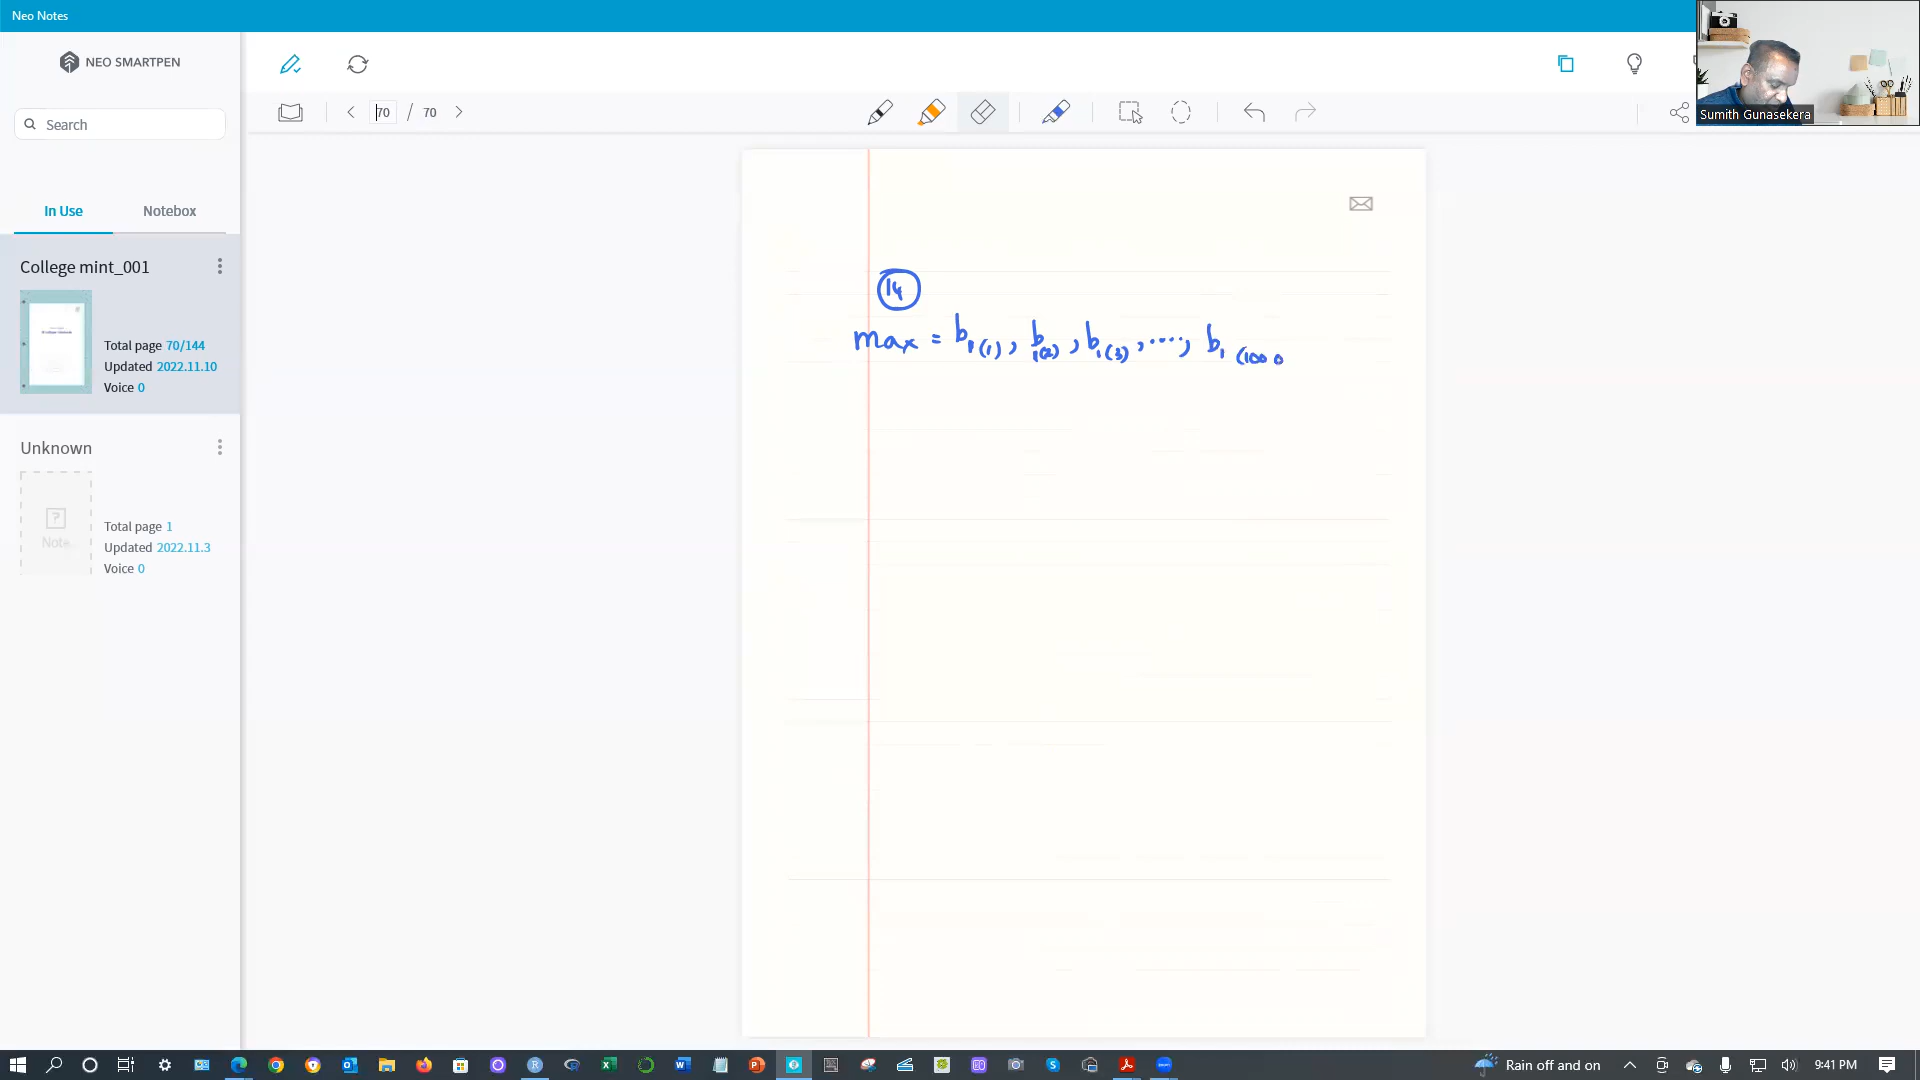 Neo Notes
NEO SMARTPEN
70 / 70
Sumith Gunasekera
Search
In Use Notebox
College mint_001
Total page 70/144
Updated 2022.11.10
Voice 0
Unknown
? Note
Total page 1
Updated 2022.11.3
Voice 0
14
max = b₁(1), b₁(2), b₁(3), ...., b₁(1000
Rain off and on 9:41 PM